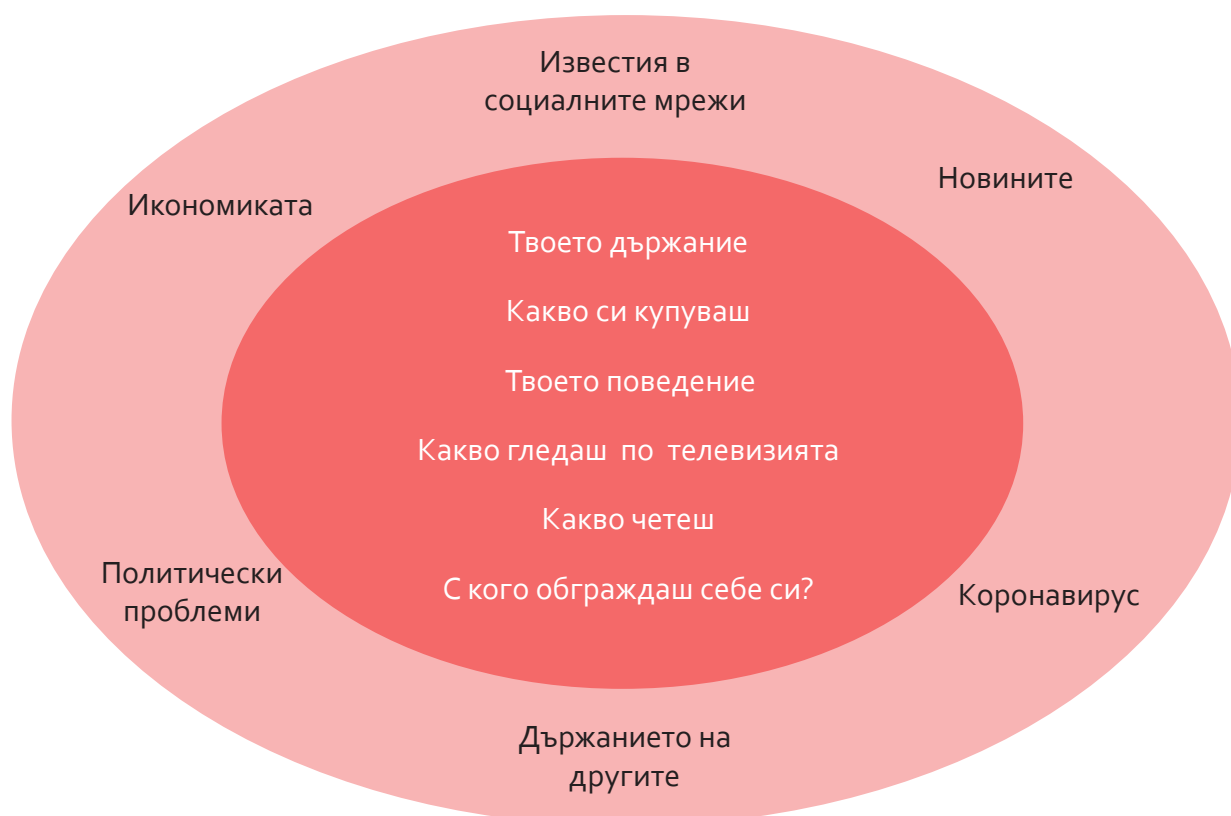 Известия в
социалните мрежи
Новините
Икономиката
Твоето държание
Какво си купуваш
Твоето поведение
Какво гледаш по телевизията
Какво четеш
С кого обграждаш себе си?
Политически
проблеми
Коронавирус
Държанието на
другите